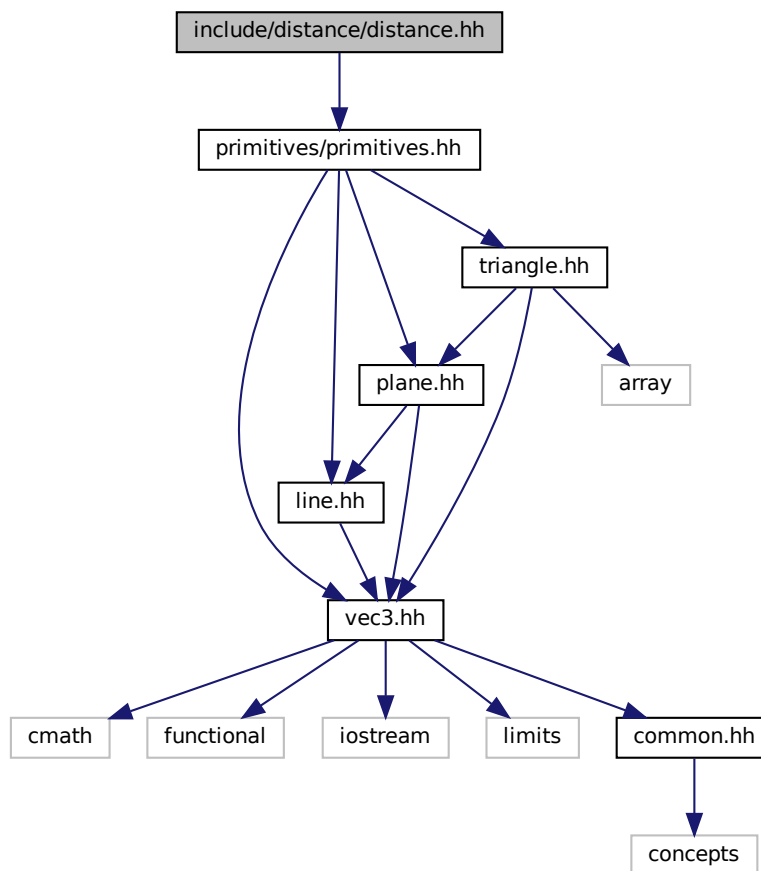 include/distance/distance.hh
primitives/primitives.hh
triangle.hh
plane.hh
array
line.hh
vec3.hh
cmath
functional
iostream
limits
common.hh
concepts